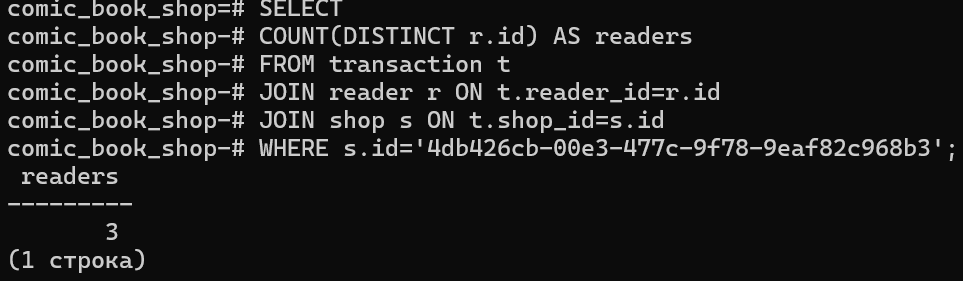 comic_book_shop=# SELECT
comic_book_shop-# COUNT(DISTINCT r.id) AS readers
comic_book_shop-# FROM transaction t
comic_book_shop-# JOIN reader r ON t.reader_id=r.id
comic_book_shop-# JOIN shop s ON t.shop_id=s.id
comic_book_shop-# WHERE s.id='4db426cb-00e3-477c-9f78-9eaf82c968b3';
 readers
---------
       3
(1 строка)